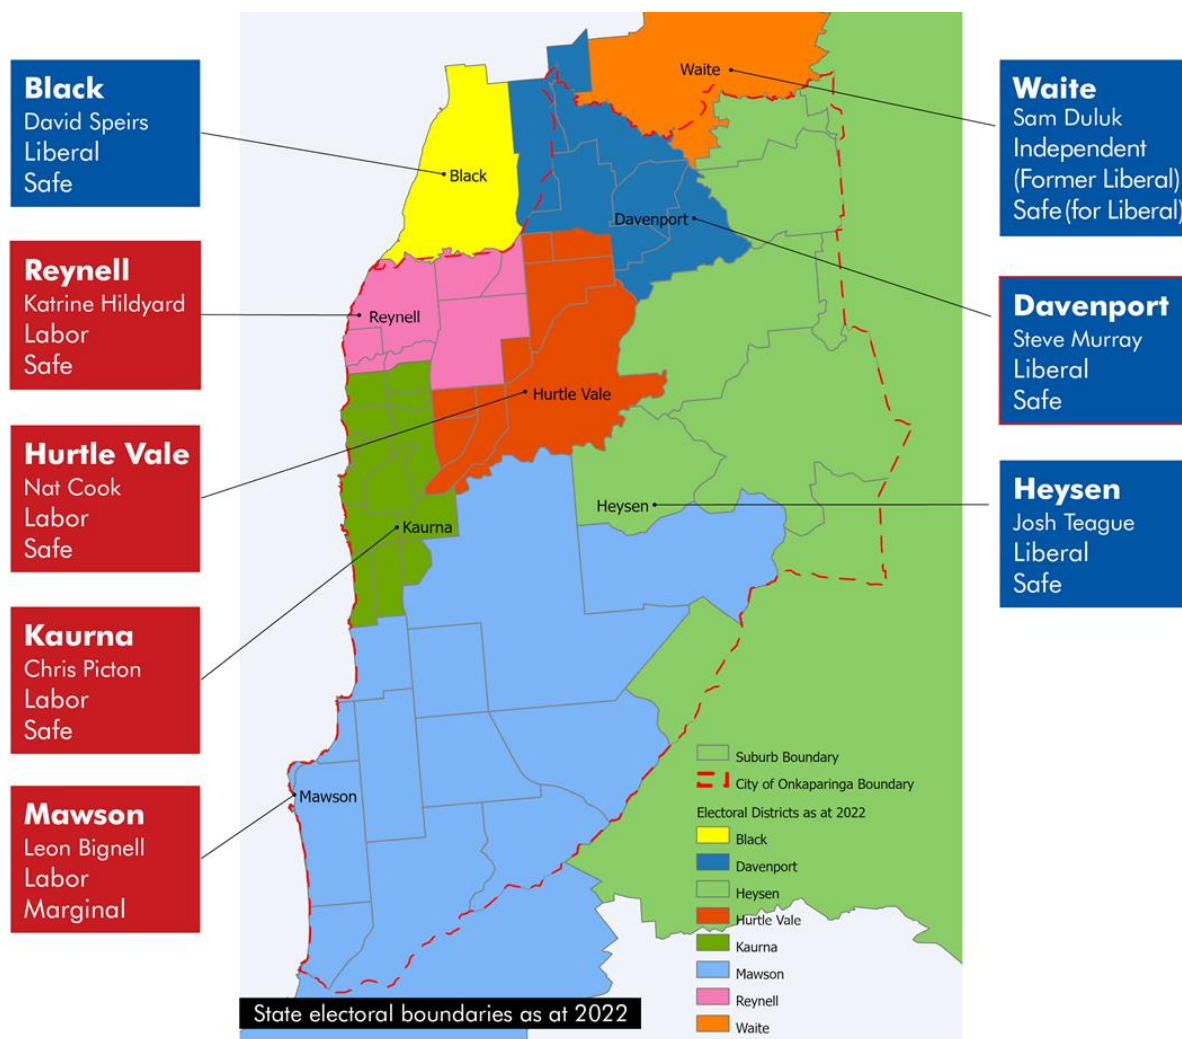 Black
David Speirs
Liberal
Safe
Reynell
Katrine Hildyard
Labor
Safe
Hurtle Vale
Nat Cook
Labor
Safe
Kaurna
Chris Picton
Labor
Safe
Mawson
Leon Bignell
Labor
Marginal
Waite
Black
Davenport
Reynell
Hurtle Vale
Heysen
Kaurna
Mawson
Suburb Boundary
City of Onkaparinga Boundary
Electoral Districts as at 2022
Black
Davenport
Heysen
Hurtle Vale
Kaurna
Mawson
Reynell
Waite
State electoral boundaries as at 2022
Waite
Sam Duluk
Independent
(Former Liberal)
Safe (for Liberal)
Davenport
Steve Murray
Liberal
Safe
Heysen
Josh Teague
Liberal
Safe